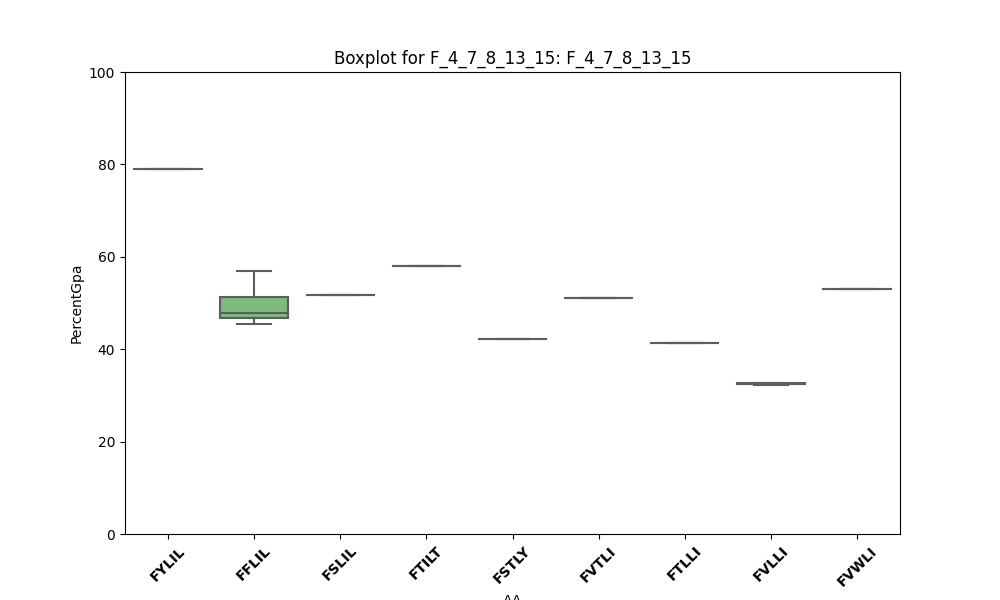 Boxplot for F_4_7_8_13_15: F_4_7_8_13_15
100
80
60
40
20
0
PercentGpa
FYLIL
FFLIL
FSLIL
FTILT
FSTLY
FVTLI
FTLLI
FVLLI
FVWLI
AA